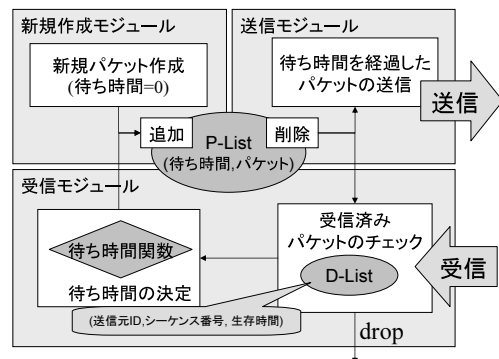 新規作成モジュール
新規パケット作成
(待ち時間=0)
送信モジュール
待ち時間を経過した
パケットの送信
送信
追加
P-List
(待ち時間,パケット)
削除
受信モジュール
待ち時間関数
待ち時間の決定
受信済み
パケットのチェック
D-List
受信
(送信元ID,シーケンス番号, 生存時間)
drop